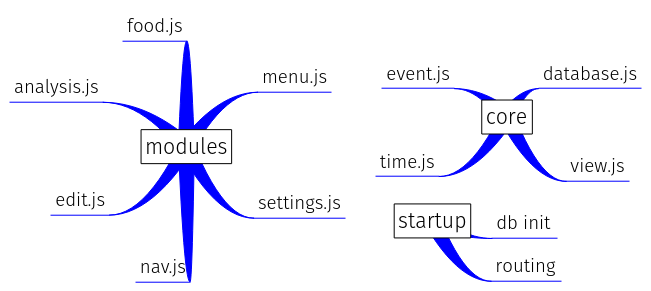 food.js
analysis.js
menu.js
modules
edit.js
settings.js
nav.js
event.js
database.js
core
time.js
view.js
startup
db init
routing